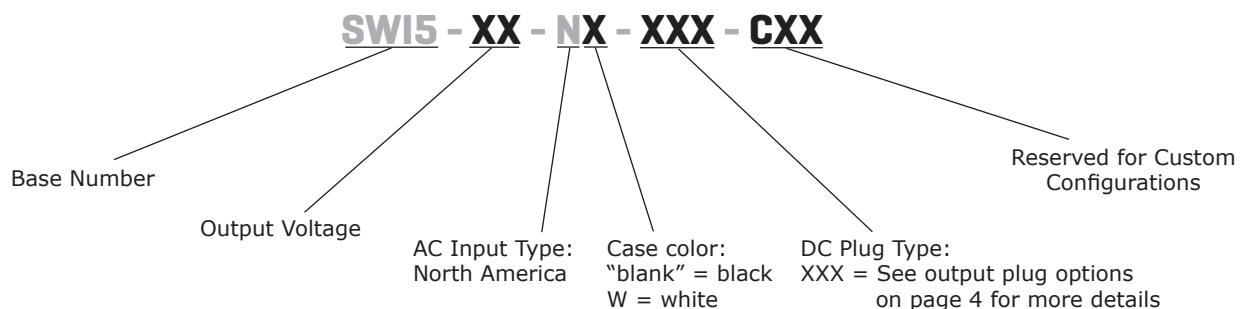 SWI5 - XX - NX - XXX - CXX
Base Number
Output Voltage
AC Input Type:
North America
Case color:
“blank” = black
W = white
DC Plug Type:
XXX = See output plug options
on page 4 for more details
Reserved for Custom
Configurations